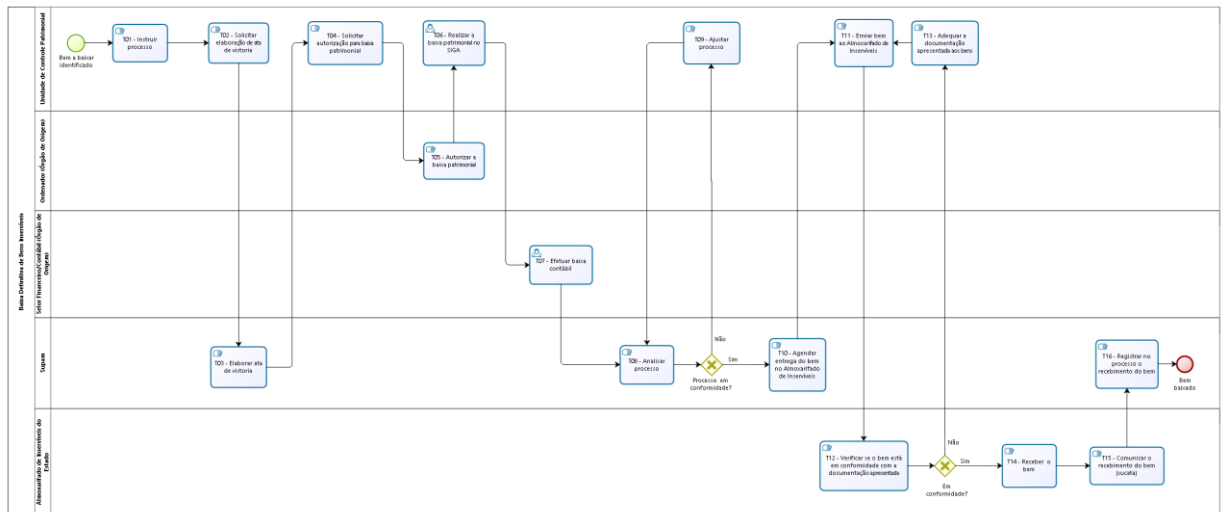 Baixa Definitiva de Bens Inservíveis
Unidade de Controle Patrimonial
Bem a baixar
identificado
T01 - Instruir
processo
T02 - Solicitar
elaboração de ata
de vistoria
T04 - Solicitar
autorização para baixa
patrimonial
T06 - Realizar a
baixa patrimonial no
SIGA
T09 - Ajustar
processo
T11 - Enviar bem
ao Almoxarifado de
Inservíveis
T13 - Adequar a
documentação
apresentada aos bens
Ordenador (Órgão de Origem)
T05 - Autorizar a
baixa patrimonial
Setor Financeiro/Contábil (Órgão de
Origem)
T07 - Efetuar baixa
contábil
Supem
T03 - Elaborar ata
de vistoria
T08 - Analisar
processo
Não
Sim
Processo em
conformidade?
T10 - Agendar
entrega do bem
no Almoxarifado
de Inservíveis
T16 - Registrar no
processo o
recebimento do bem
Bem
baixado
Almoxarifado de Inservíveis do
Estado
T12 - Verificar se o bem está
em conformidade com a
documentação apresentada
Não
Sim
Em
conformidade?
T14 - Receber o
bem
T15 - Comunicar o
recebimento do bem
(sucata)